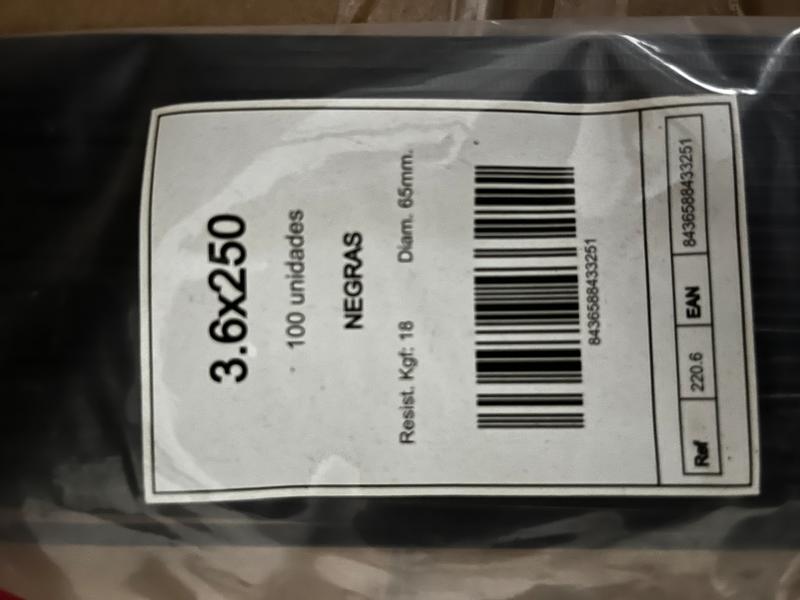 3.6x250
100 unidades
NEGRAS
Resist. Kgf: 18 Diam. 65mm.
8436588433251
Ref 220.6 EAN 8436588433251